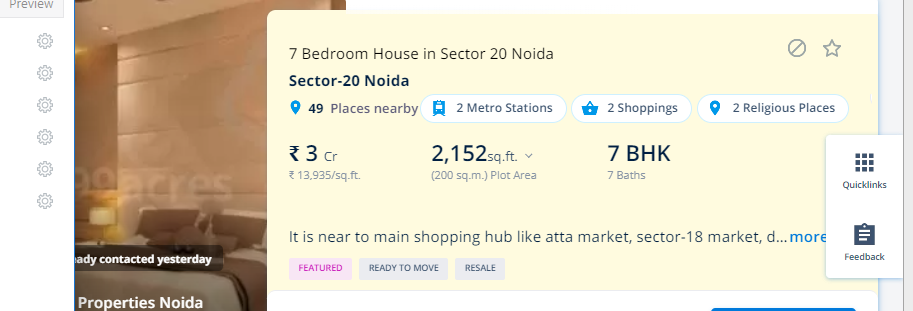 Preview
7 Bedroom House in Sector 20 Noida
Sector-20 Noida
49 Places nearby
2 Metro Stations
2 Shoppings
2 Religious Places
₹ 3 Cr
₹ 13,935/sq.ft.
2,152sq.ft.
(200 sq.m.) Plot Area
7 BHK
7 Baths
It is near to main shopping hub like atta market, sector-18 market, d...more
FEATURED
READY TO MOVE
RESALE
99acres
contacted yesterday
Properties Noida
Quicklinks
Feedback